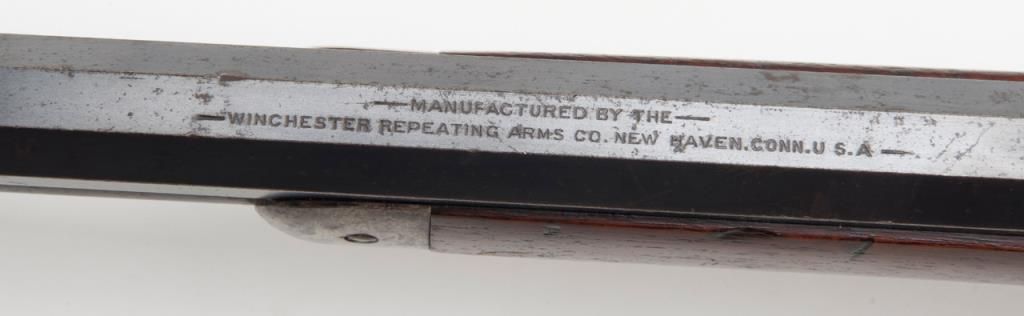 —MANUFACTURED BY THE—
—WINCHESTER REPEATING ARMS CO. NEW HAVEN.CONN.U S.A—